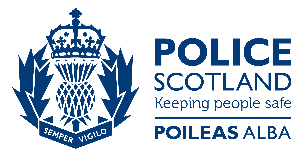 POLICE
SCOTLAND
Keeping people safe
POILEAS ALBA
SEMPER VIGILO